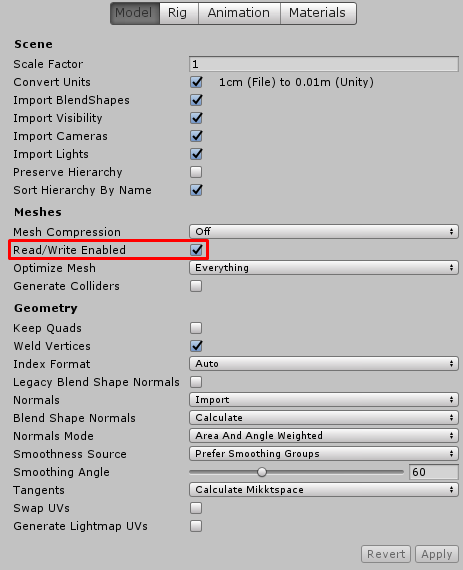 Model Rig Animation Materials
Scene
Scale Factor 1
Convert Units 1cm (File) to 0.01m (Unity)
Import BlendShapes
Import Visibility
Import Cameras
Import Lights
Preserve Hierarchy
Sort Hierarchy By Name
Meshes
Mesh Compression Off
Read/Write Enabled
Optimize Mesh Everything
Generate Colliders
Geometry
Keep Quads
Weld Vertices
Index Format Auto
Legacy Blend Shape Normals
Normals Import
Blend Shape Normals Calculate
Normals Mode Area And Angle Weighted
Smoothness Source Prefer Smoothing Groups
Smoothing Angle 60
Tangents Calculate Mikktspace
Swap UVs
Generate Lightmap UVs
Revert Apply